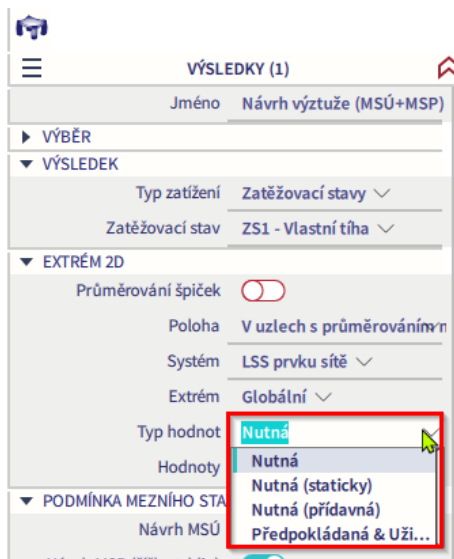 VÝSLEDKY (1)
Jméno Návrh výztuže (MSÚ+MSP)
VÝBĚR
VÝSLEDEK
Typ zatížení Zatěžovací stavy
Zatěžovací stav ZS1 - Vlastní tíha
EXTRÉM 2D
Průměrování špiček
Poloha V uzlech s průměrováním n
Systém LSS prvku sítě
Extrém Globální
Typ hodnot Nutná
Hodnoty
Nutná
Nutná (staticky)
Nutná (přídavná)
Předpokládaná & Uži...
PODMÍNKA MEZNÍHO STA
Návrh MSÚ